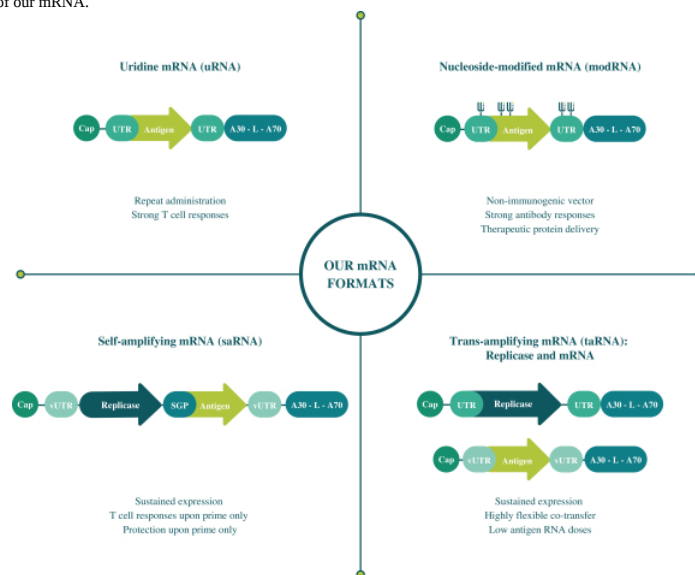 of our mRNA.
Uridine mRNA (uRNA)
Cap UTR Antigen UTR A30 - L - A70
Repeat administration
Strong T cell responses
Nucleoside-modified mRNA (modRNA)
Cap UTR Antigen UTR A30 - L - A70
Non-immunogenic vector
Strong antibody responses
Therapeutic protein delivery
OUR mRNA
FORMATS
Self-amplifying mRNA (saRNA)
Cap vUTR Replicase SGP Antigen vUTR A30 - L - A70
Sustained expression
T cell responses upon prime only
Protection upon prime only
Trans-amplifying mRNA (taRNA):
Replicase and mRNA
Cap UTR Replicase UTR A30 - L - A70
Cap vUTR Antigen vUTR A30 - L - A70
Sustained expression
Highly flexible co-transfer
Low antigen RNA doses